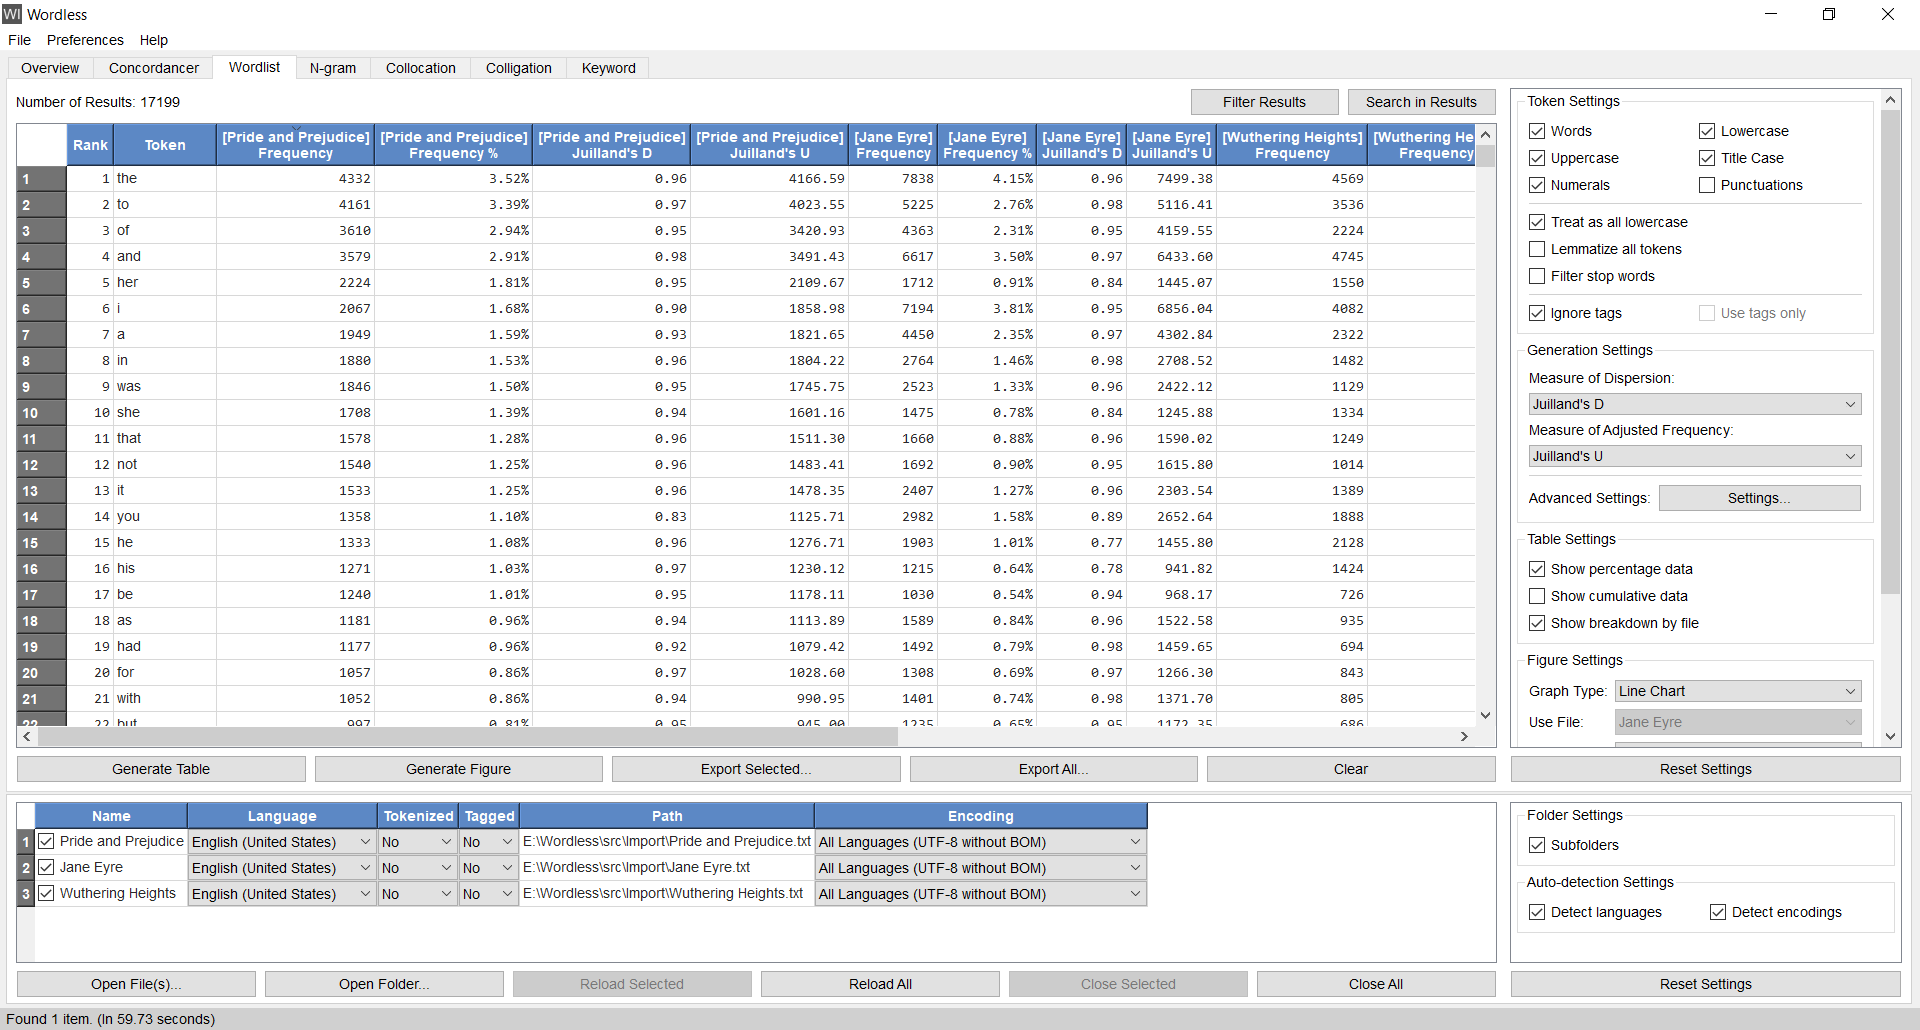 WI Wordless
File Preferences Help
Overview Concordancer Wordlist N-gram Collocation Colligation Keyword
Number of Results: 17199 Filter Results Search in Results
Rank Token [Pride and Prejudice] Frequency [Pride and Prejudice] Frequency % [Pride and Prejudice] Juilland's D [Pride and Prejudice] Juilland's U [Jane Eyre] Frequency [Jane Eyre] Frequency % [Jane Eyre] Juilland's D [Jane Eyre] Juilland's U [Wuthering Heights] Frequency [Wuthering He Frequency
1 1 the 4332 3.52% 0.96 4166.59 7838 4.15% 0.96 7499.38 4569
2 2 to 4161 3.39% 0.97 4023.55 5225 2.76% 0.98 5116.41 3536
3 3 of 3610 2.94% 0.95 3420.93 4363 2.31% 0.95 4159.55 2224
4 4 and 3579 2.91% 0.98 3491.43 6617 3.50% 0.97 6433.60 4745
5 5 her 2224 1.81% 0.95 2109.67 1712 0.91% 0.84 1445.07 1550
6 6 i 2067 1.68% 0.90 1858.98 7194 3.81% 0.95 6856.04 4082
7 7 a 1949 1.59% 0.93 1821.65 4450 2.35% 0.97 4302.84 2322
8 8 in 1880 1.53% 0.96 1804.22 2764 1.46% 0.98 2708.52 1482
9 9 was 1846 1.50% 0.95 1745.75 2523 1.33% 0.96 2422.12 1129
10 10 she 1708 1.39% 0.94 1601.16 1475 0.78% 0.84 1245.88 1334
11 11 that 1578 1.28% 0.96 1511.30 1660 0.88% 0.96 1590.02 1249
12 12 not 1540 1.25% 0.96 1483.41 1692 0.90% 0.95 1615.80 1014
13 13 it 1533 1.25% 0.96 1478.35 2407 1.27% 0.96 2303.54 1389
14 14 you 1358 1.10% 0.83 1125.71 2982 1.58% 0.89 2652.64 1888
15 15 he 1333 1.08% 0.96 1276.71 1903 1.01% 0.77 1455.80 2128
16 16 his 1271 1.03% 0.97 1230.12 1215 0.64% 0.78 941.82 1424
17 17 be 1240 1.01% 0.95 1178.11 1030 0.54% 0.94 968.17 726
18 18 as 1181 0.96% 0.94 1113.89 1589 0.84% 0.96 1522.58 935
19 19 had 1177 0.96% 0.92 1079.42 1492 0.79% 0.98 1459.65 694
20 20 for 1057 0.86% 0.97 1028.60 1308 0.69% 0.97 1266.30 843
21 21 with 1052 0.86% 0.94 990.95 1401 0.74% 0.98 1371.70 805
22 22 but 997 0.81% 0.95 945.00 1235 0.65% 0.95 1172.35 686
Generate Table Generate Figure Export Selected... Export All... Clear
Token Settings
Words Lowercase
Uppercase Title Case
Numerals Punctuations
Treat as all lowercase
Lemmatize all tokens
Filter stop words
Ignore tags Use tags only
Generation Settings
Measure of Dispersion:
Juilland's D
Measure of Adjusted Frequency:
Juilland's U
Advanced Settings: Settings...
Table Settings
Show percentage data
Show cumulative data
Show breakdown by file
Figure Settings
Graph Type: Line Chart
Use File: Jane Eyre
Reset Settings
Name Language Tokenized Tagged Path Encoding
1 Pride and Prejudice English (United States) No No E:\Wordless\src\Import\Pride and Prejudice.txt All Languages (UTF-8 without BOM)
2 Jane Eyre English (United States) No No E:\Wordless\src\Import\Jane Eyre.txt All Languages (UTF-8 without BOM)
3 Wuthering Heights English (United States) No No E:\Wordless\src\Import\Wuthering Heights.txt All Languages (UTF-8 without BOM)
Open File(s)... Open Folder... Reload Selected Reload All Close Selected Close All
Folder Settings
Subfolders
Auto-detection Settings
Detect languages Detect encodings
Reset Settings
Found 1 item. (In 59.73 seconds)